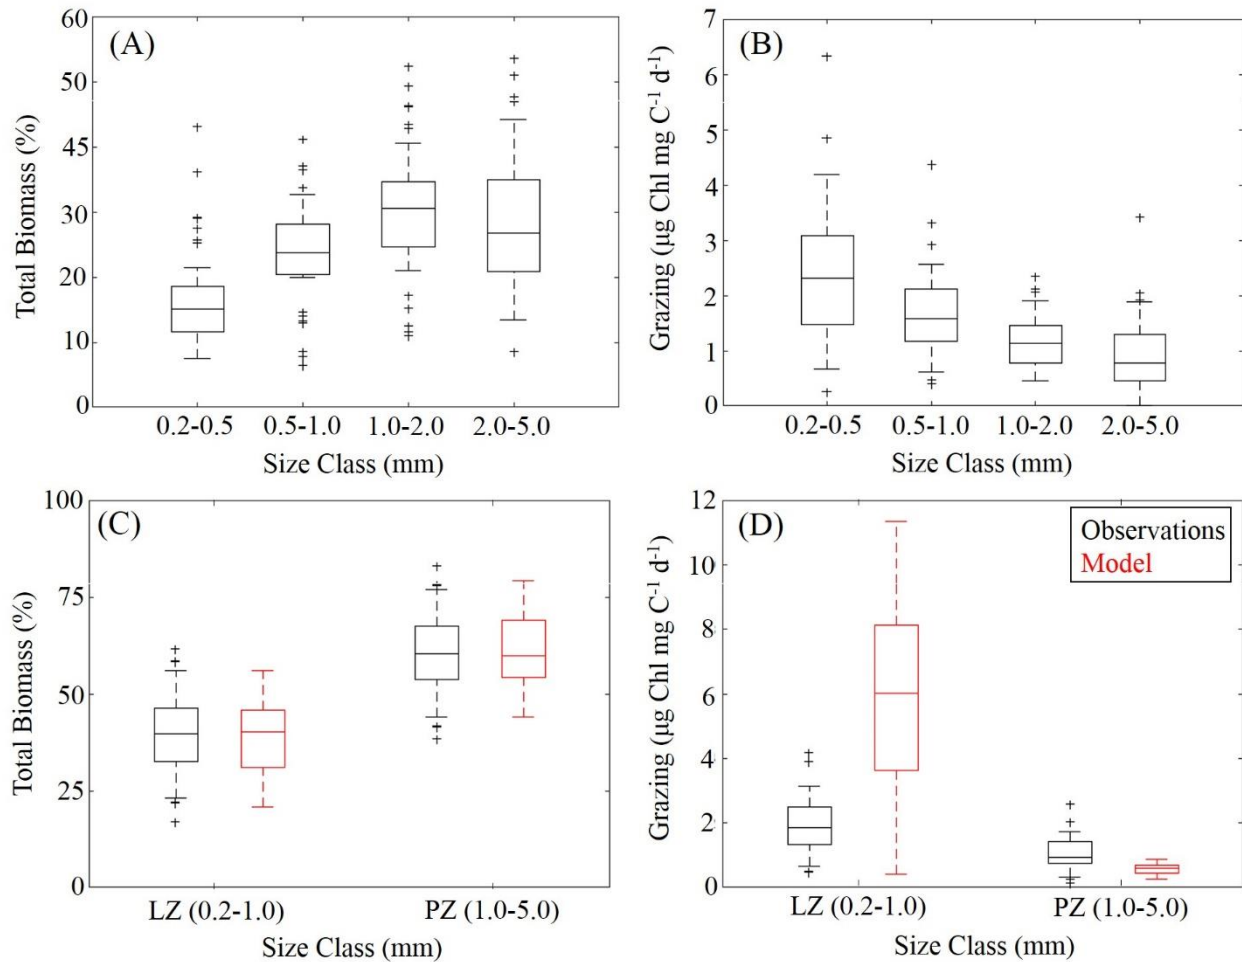 (A)
Total Biomass (%)
60
50
45
30
20
10
0
0.2-0.5 0.5-1.0 1.0-2.0 2.0-5.0
Size Class (mm)
(B)
Grazing (µg Chl mg C⁻¹ d⁻¹)
7
6
5
4
3
2
1
0
0.2-0.5 0.5-1.0 1.0-2.0 2.0-5.0
Size Class (mm)
(C)
Total Biomass (%)
100
75
50
25
0
LZ (0.2-1.0) PZ (1.0-5.0)
Size Class (mm)
(D)
Grazing (µg Chl mg C⁻¹ d⁻¹)
12
10
8
6
4
2
0
Observations
Model
LZ (0.2-1.0) PZ (1.0-5.0)
Size Class (mm)